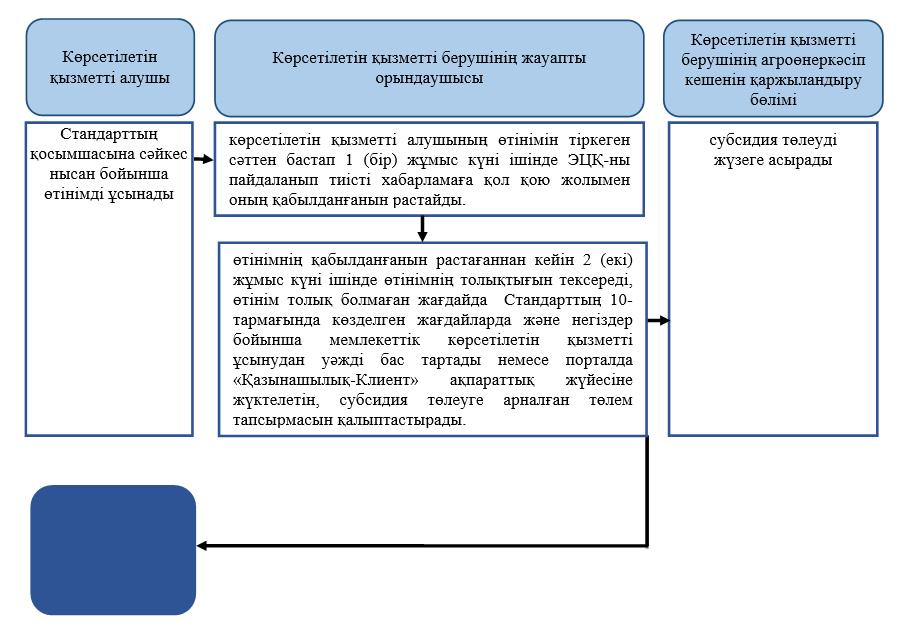 Көрсетілетін
қызметті алушы
Көрсетілетін қызметті берушінің жауапты
орындаушысы
Көрсетілетін қызметті
берушінің агроөнеркәсіп
кешенін қаржыландыру
бөлімі
Стандарттың
қосымшасына сәйкес
нысан бойынша
өтінімді ұсынады
көрсетілетін қызметті алушының өтінімін тіркеген
сәттен бастап 1 (бір) жұмыс күні ішінде ЭЦҚ-ны
пайдаланып тиісті хабарламаға қол қою жолымен
оның қабылданғанын растайды.
субсидия төлеуді
жүзеге асырады
өтінімнің қабылданғанын растағаннан кейін 2 (екі)
жұмыс күні ішінде өтінімнің толықтығын тексереді,
өтінім толық болмаған жағдайда Стандарттың 10-
тармағында көзделген жағдайларда және негіздер
бойынша мемлекеттік көрсетілетін қызметті
ұсынудан уәжді бас тартады немесе порталда
«Қазынашылық-Клиент» ақпараттық жүйесіне
жүктелетін, субсидия төлеуге арналған төлем
тапсырмасын қалыптастырады.